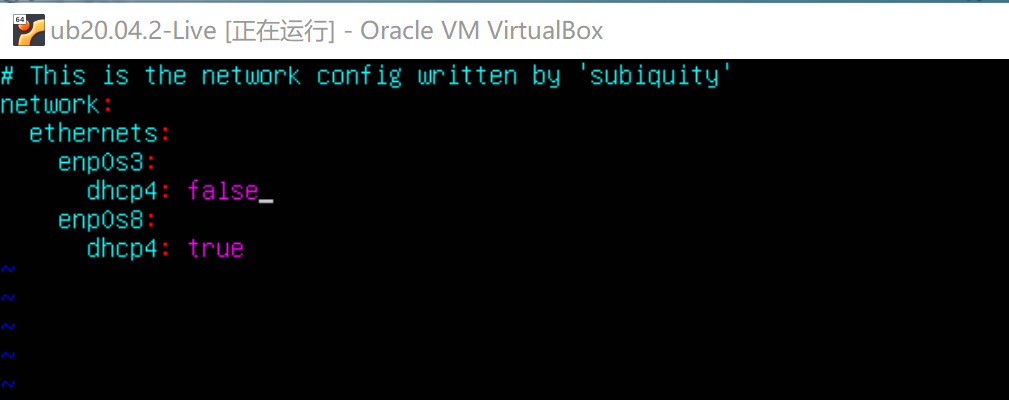 64
ub20.04.2-Live [正在运行] - Oracle VM VirtualBox
# This is the network config written by 'subiquity'
network:
  ethernets:
    enp0s3:
      dhcp4: false_
    enp0s8:
      dhcp4: true
~
~
~
~
~